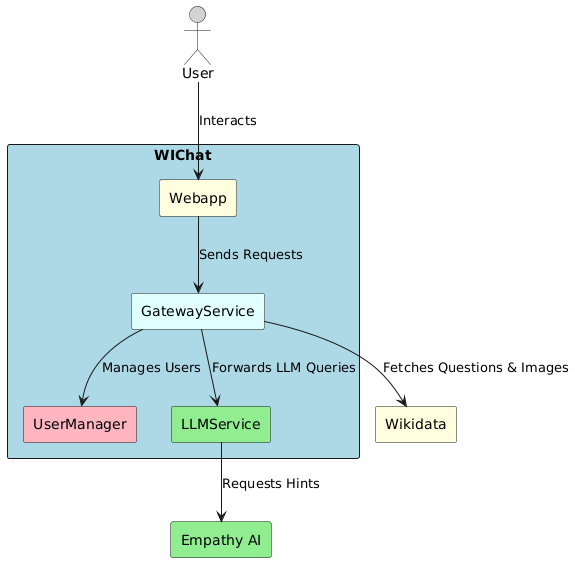 User
Interacts
WIChat
Webapp
Sends Requests
GatewayService
Manages Users
Forwards LLM Queries
Fetches Questions & Images
UserManager
LLMService
Wikidata
Requests Hints
Empathy AI